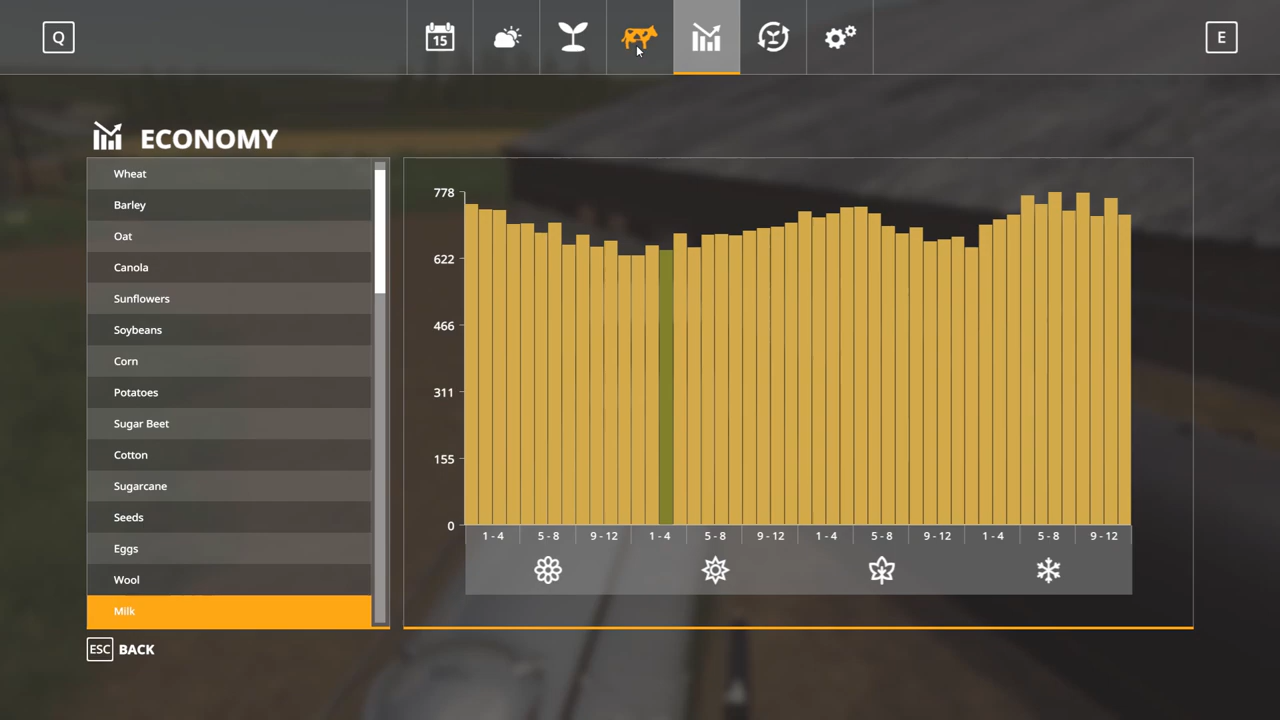 Q
15
E
ECONOMY
Wheat
Barley
Oat
Canola
Sunflowers
Soybeans
Corn
Potatoes
Sugar Beet
Cotton
Sugarcane
Seeds
Eggs
Wool
Milk
778
622
466
311
155
0
1 - 4 5 - 8 9 - 12 1 - 4 5 - 8 9 - 12 1 - 4 5 - 8 9 - 12 1 - 4 5 - 8 9 - 12
ESC BACK